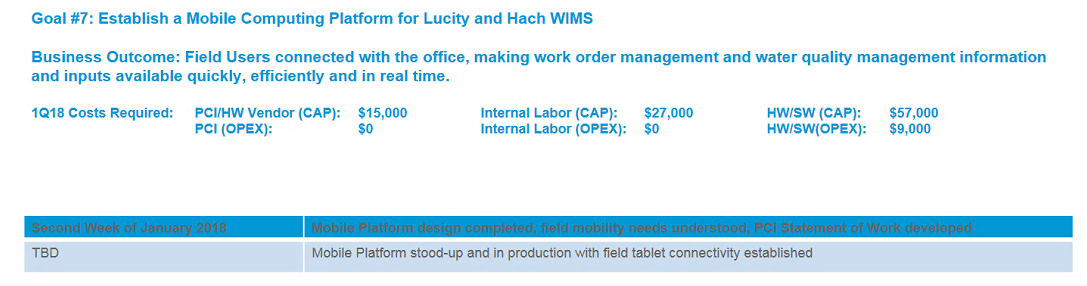 Goal #7: Establish a Mobile Computing Platform for Lucity and Hach WIMS
Business Outcome: Field Users connected with the office, making work order management and water quality management information
and inputs available quickly, efficiently and in real time.
1Q18 Costs Required: PCI/HW Vendor (CAP): $15,000 Internal Labor (CAP): $27,000 HW/SW (CAP): $57,000
PCI (OPEX): $0 Internal Labor (OPEX): $0 HW/SW(OPEX): $9,000
Second Week of January 2018 Mobile Platform design completed, field mobility needs understood, PCI Statement of Work developed
TBD Mobile Platform stood-up and in production with field tablet connectivity established